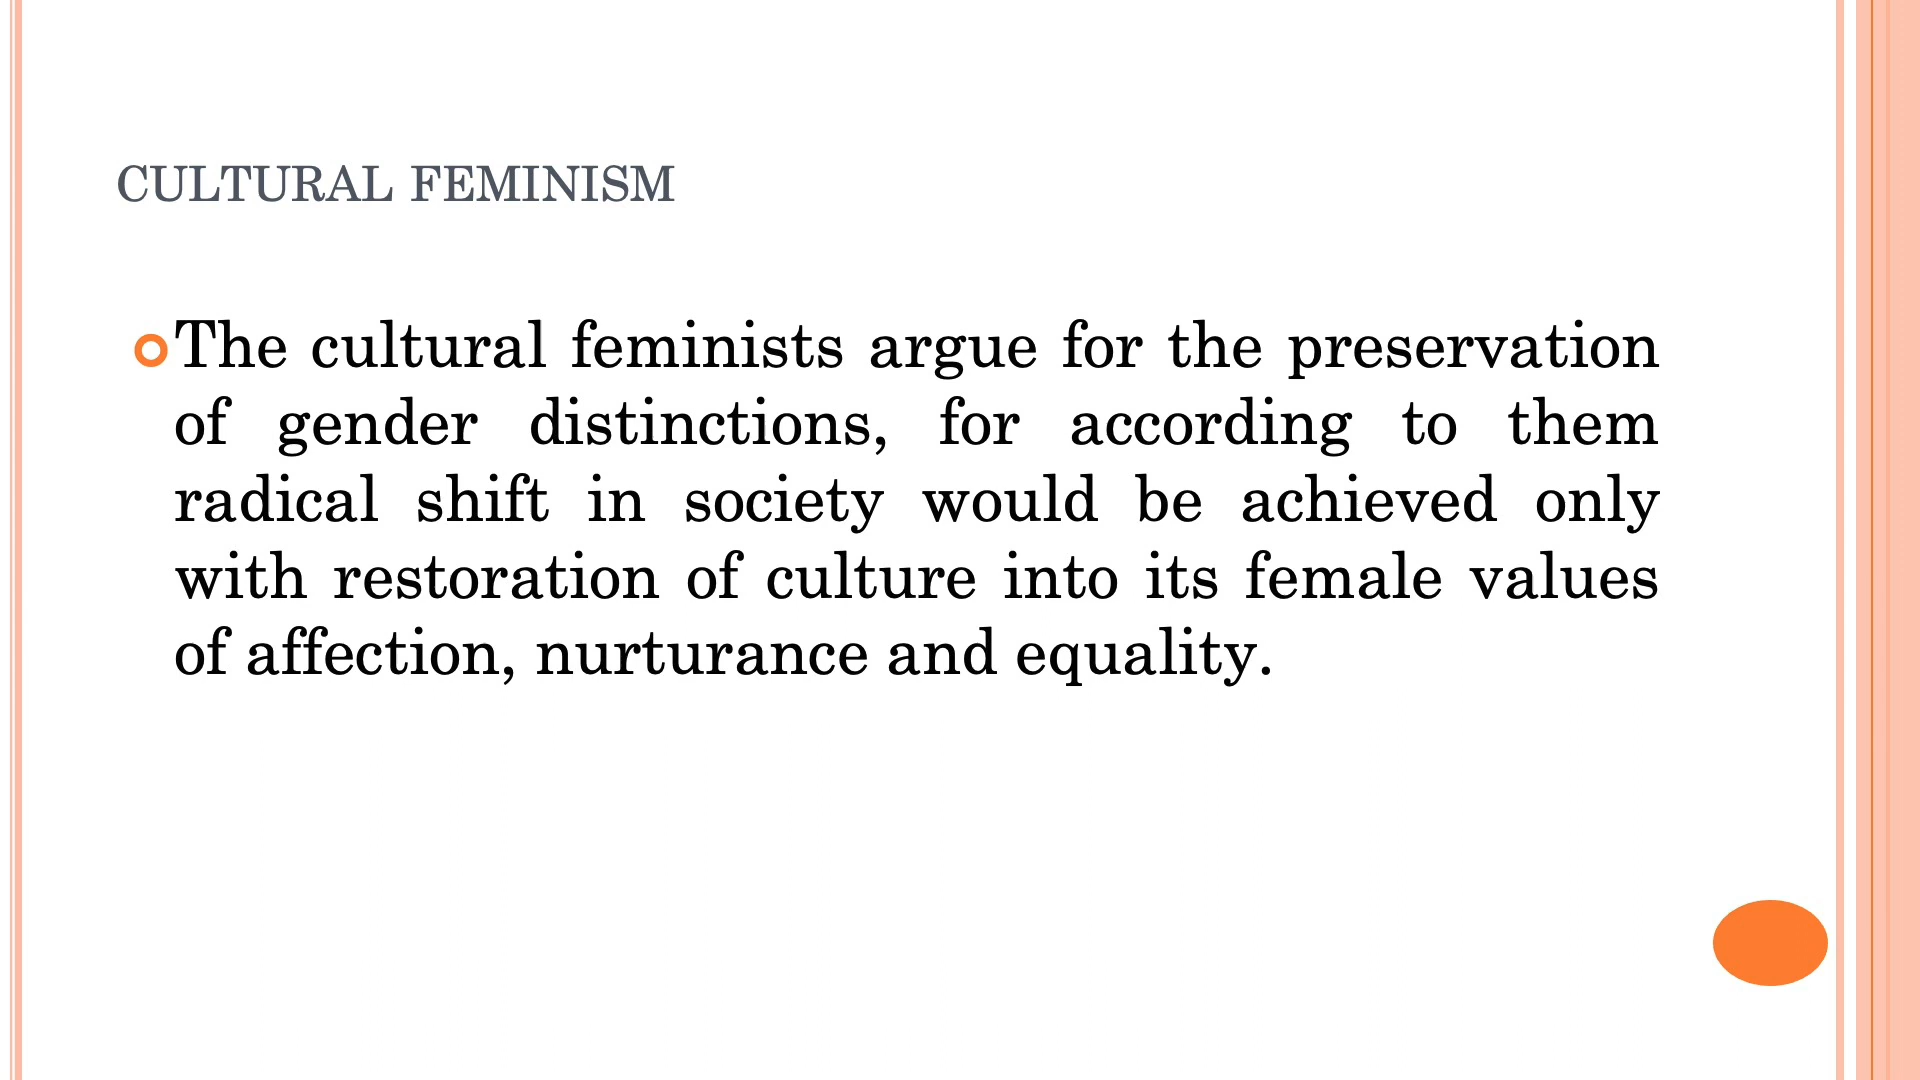 CULTURAL FEMINISM
The cultural feminists argue for the preservation
of gender distinctions, for according to them
radical shift in society would be achieved only
with restoration of culture into its female values
of affection, nurturance and equality.